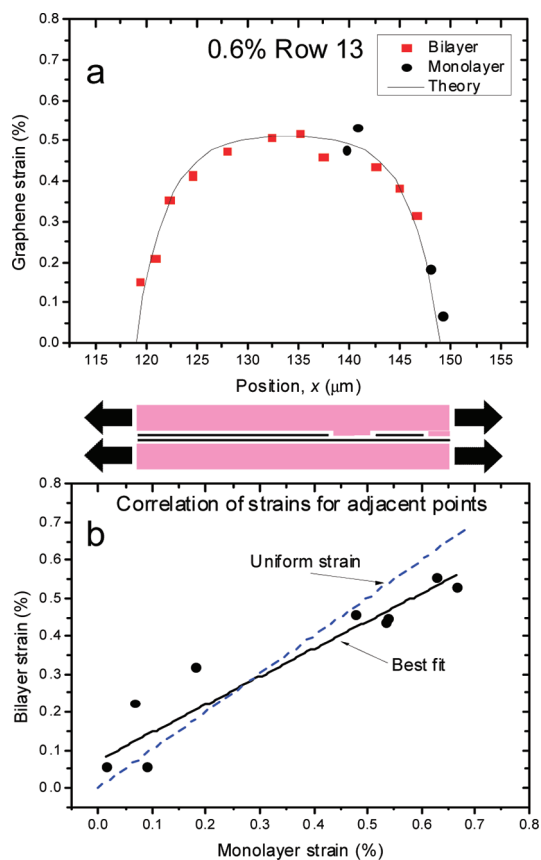 0.6% Row 13
a
Bilayer
Monolayer
Theory
Graphene strain (%)
0.8
0.7
0.6
0.5
0.4
0.3
0.2
0.1
0.0
115 120 125 130 135 140 145 150 155
Position, x (μm)
Correlation of strains for adjacent points
b
Uniform strain
Best fit
Bilayer strain (%)
0.8
0.7
0.6
0.5
0.4
0.3
0.2
0.1
0.0
0.0 0.1 0.2 0.3 0.4 0.5 0.6 0.7 0.8
Monolayer strain (%)